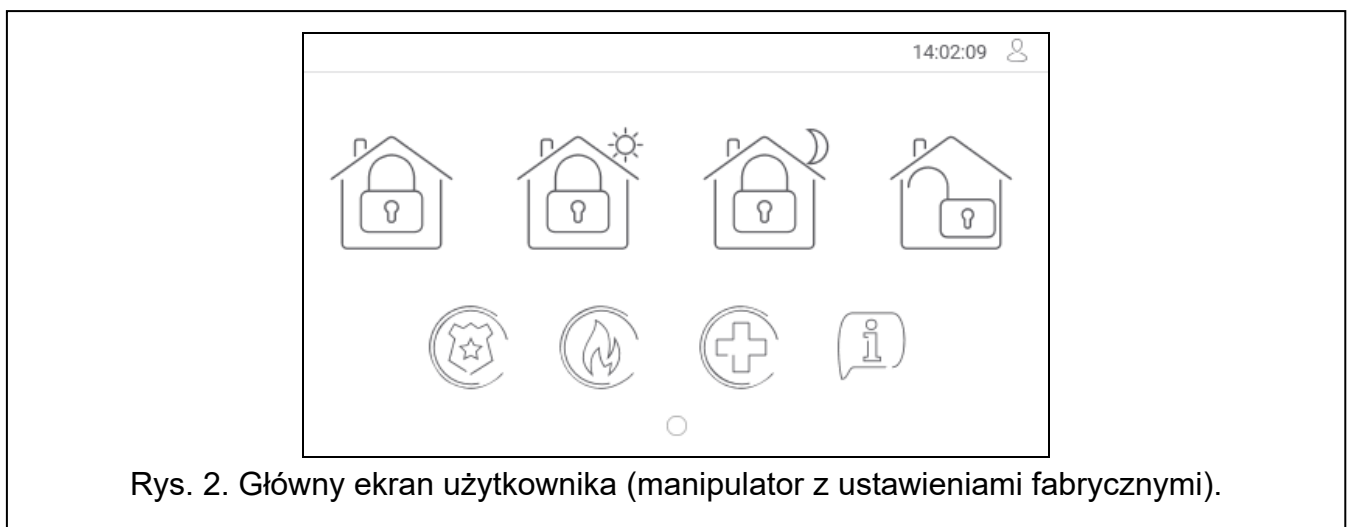 14:02:09
Rys. 2. Główny ekran użytkownika (manipulator z ustawieniami fabrycznymi).